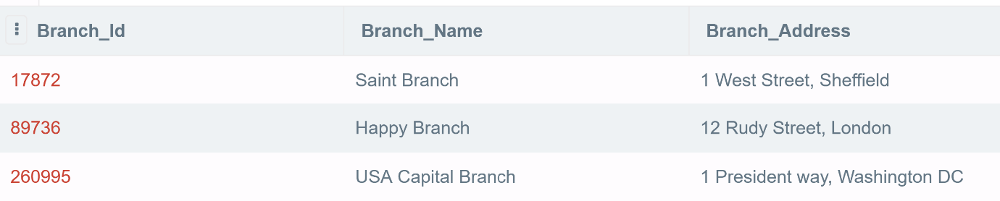 Branch_Id Branch_Name Branch_Address
17872 Saint Branch 1 West Street, Sheffield
89736 Happy Branch 12 Rudy Street, London
260995 USA Capital Branch 1 President way, Washington DC